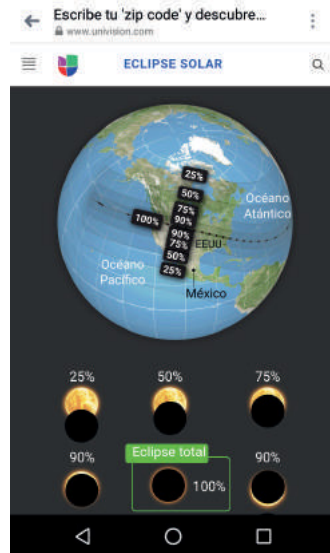 Escribe tu 'zip code' y descubre...
www.univision.com
ECLIPSE SOLAR
25%
50%
75%
100%
90%
90%
75%
50%
25%
EEUU
Océano
Atántico
Océano
Pacífico
México
25% 50% 75%
90% Eclipse total 90%
100%